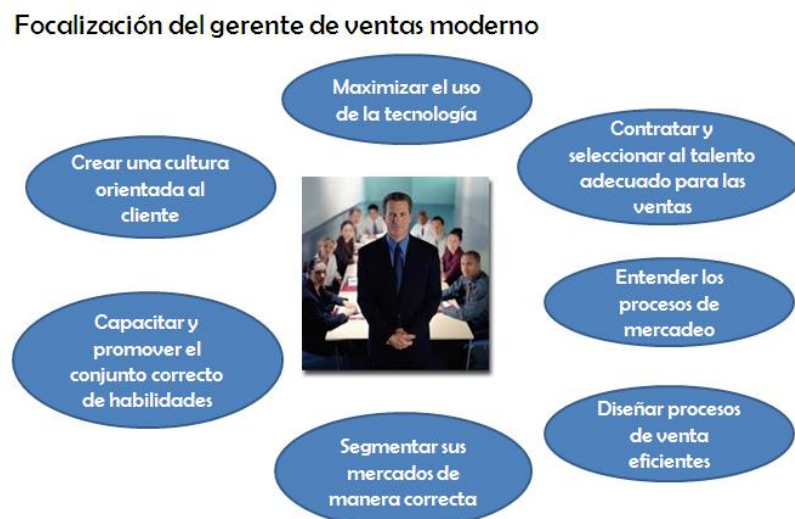 Focalización del gerente de ventas moderno
Maximizar el uso
de la tecnología
Contratar y
seleccionar al talento
adecuado para las
ventas
Entender los
procesos de
mercadeo
Diseñar procesos
de venta
eficientes
Segmentar sus
mercados de
manera correcta
Capacitar y
promover el
conjunto correcto
de habilidades
Crear una cultura
orientada al
cliente